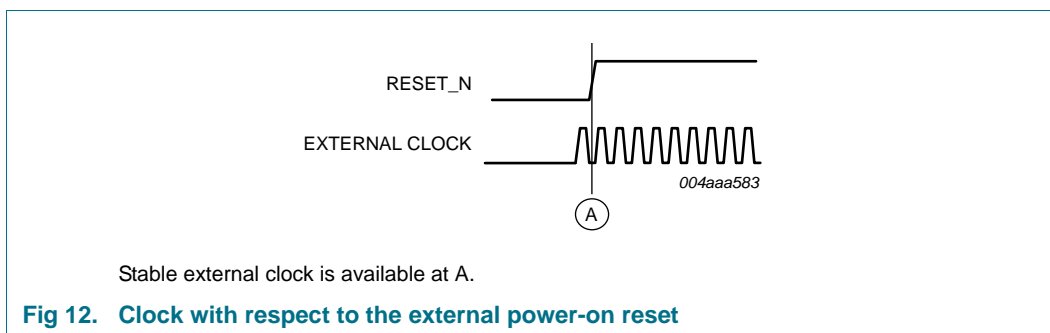 RESET_N
EXTERNAL CLOCK
004aaa583
A
Stable external clock is available at A.
Fig 12. Clock with respect to the external power-on reset